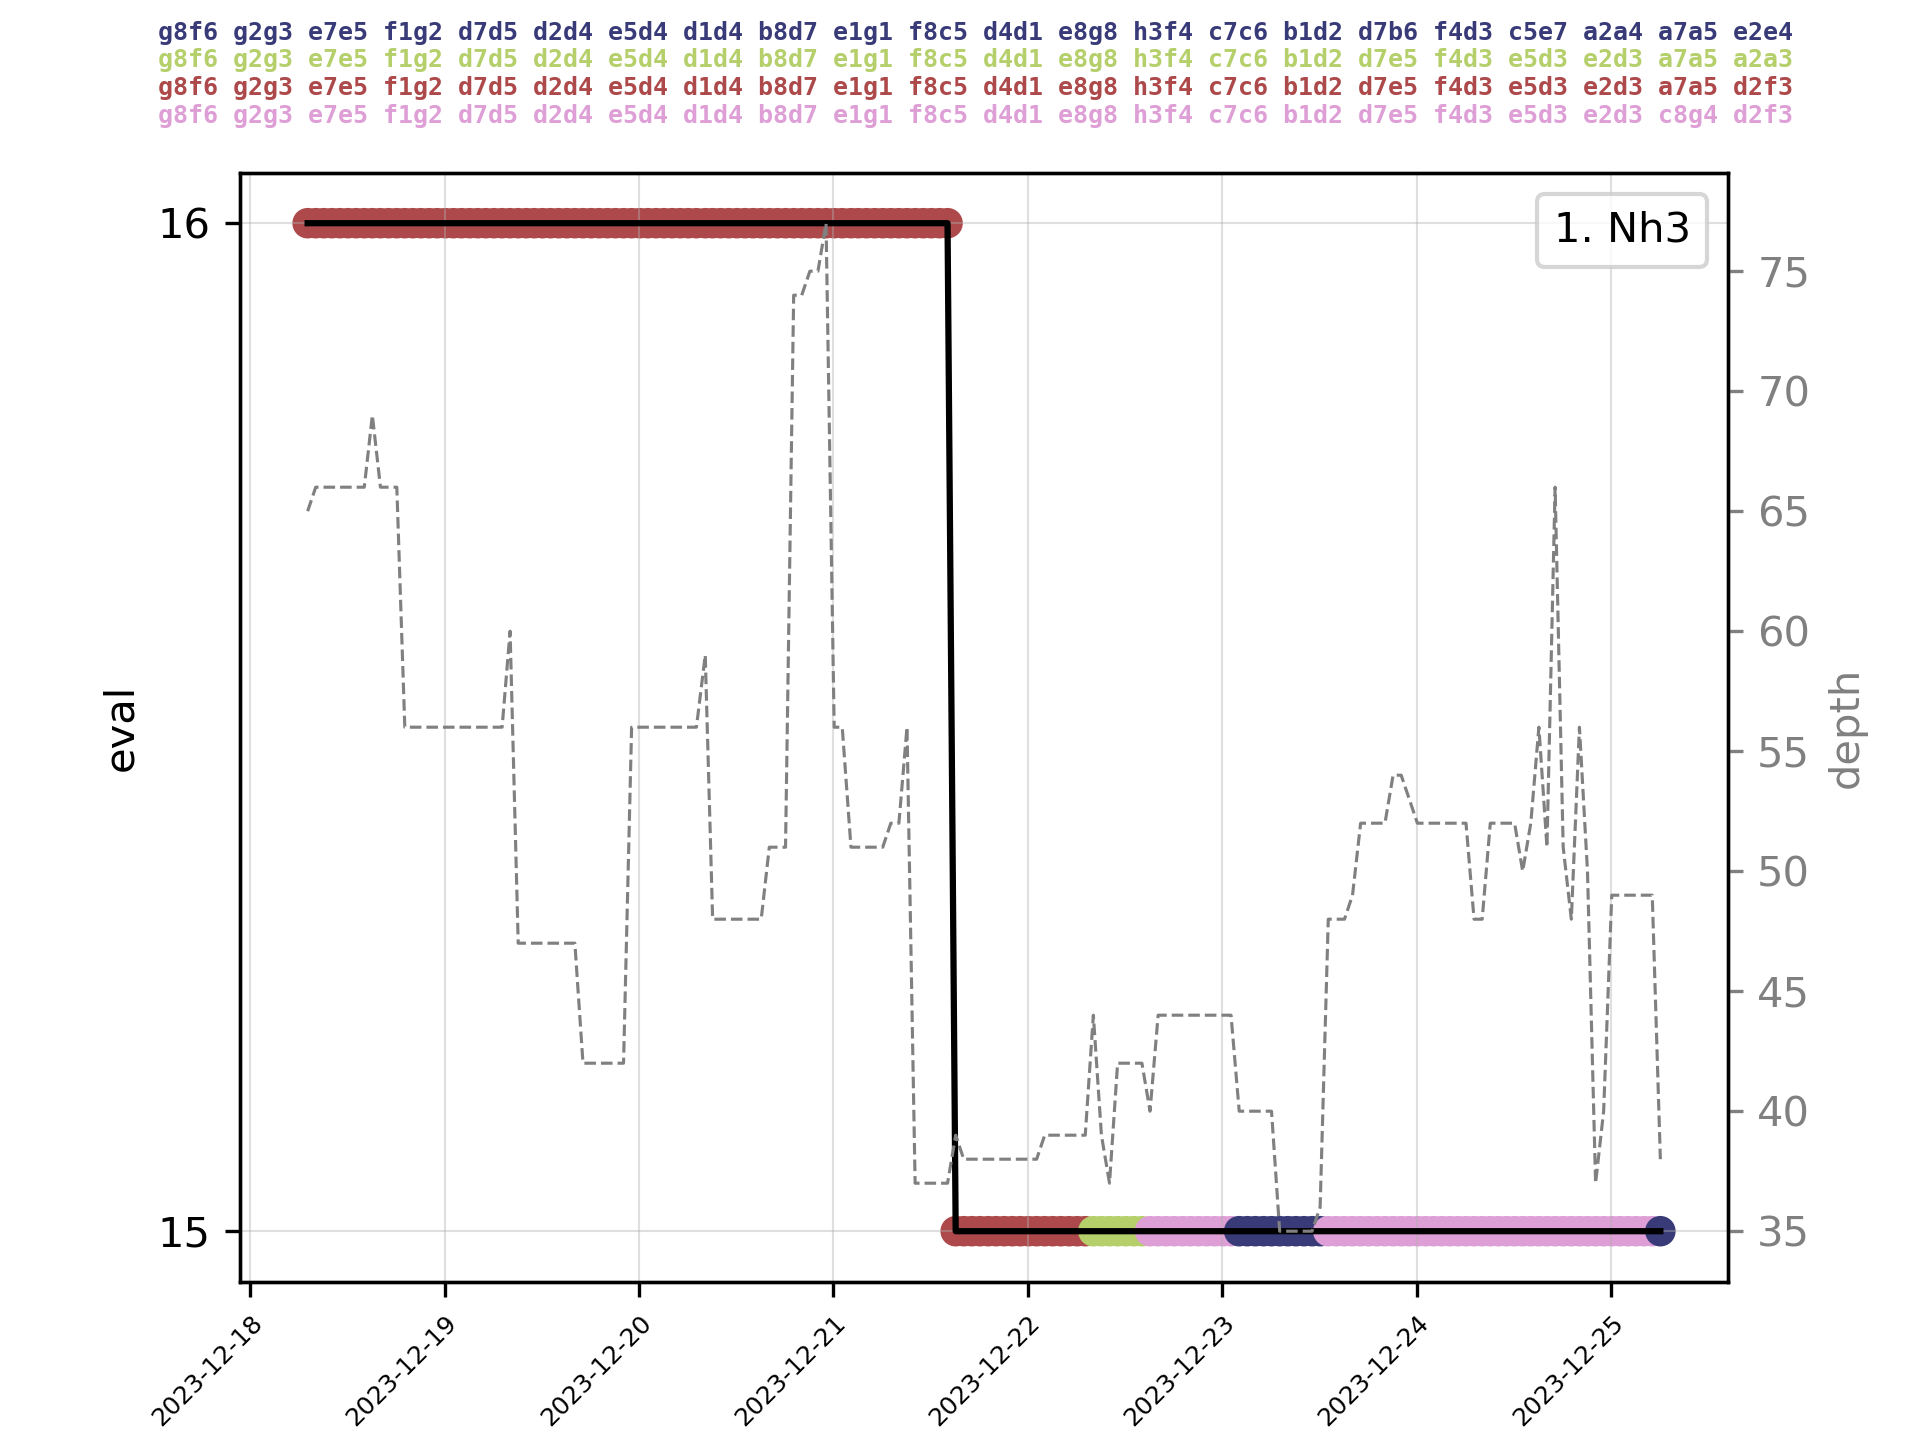 g8f6 g2g3 e7e5 f1g2 d7d5 d2d4 e5d4 d1d4 b8d7 e1g1 f8c5 d4d1 e8g8 h3f4 c7c6 b1d2 d7b6 f4d3 c5e7 a2a4 a7a5 e2e4
g8f6 g2g3 e7e5 f1g2 d7d5 d2d4 e5d4 d1d4 b8d7 e1g1 f8c5 d4d1 e8g8 h3f4 c7c6 b1d2 d7e5 f4d3 e5d3 e2d3 a7a5 a2a3
g8f6 g2g3 e7e5 f1g2 d7d5 d2d4 e5d4 d1d4 b8d7 e1g1 f8c5 d4d1 e8g8 h3f4 c7c6 b1d2 d7e5 f4d3 e5d3 e2d3 a7a5 d2f3
g8f6 g2g3 e7e5 f1g2 d7d5 d2d4 e5d4 d1d4 b8d7 e1g1 f8c5 d4d1 e8g8 h3f4 c7c6 b1d2 d7e5 f4d3 e5d3 e2d3 c8g4 d2f3
1. Nh3
16
15
eval
75
70
65
60
55
50
45
40
35
depth
2023-12-18
2023-12-19
2023-12-20
2023-12-21
2023-12-22
2023-12-23
2023-12-24
2023-12-25